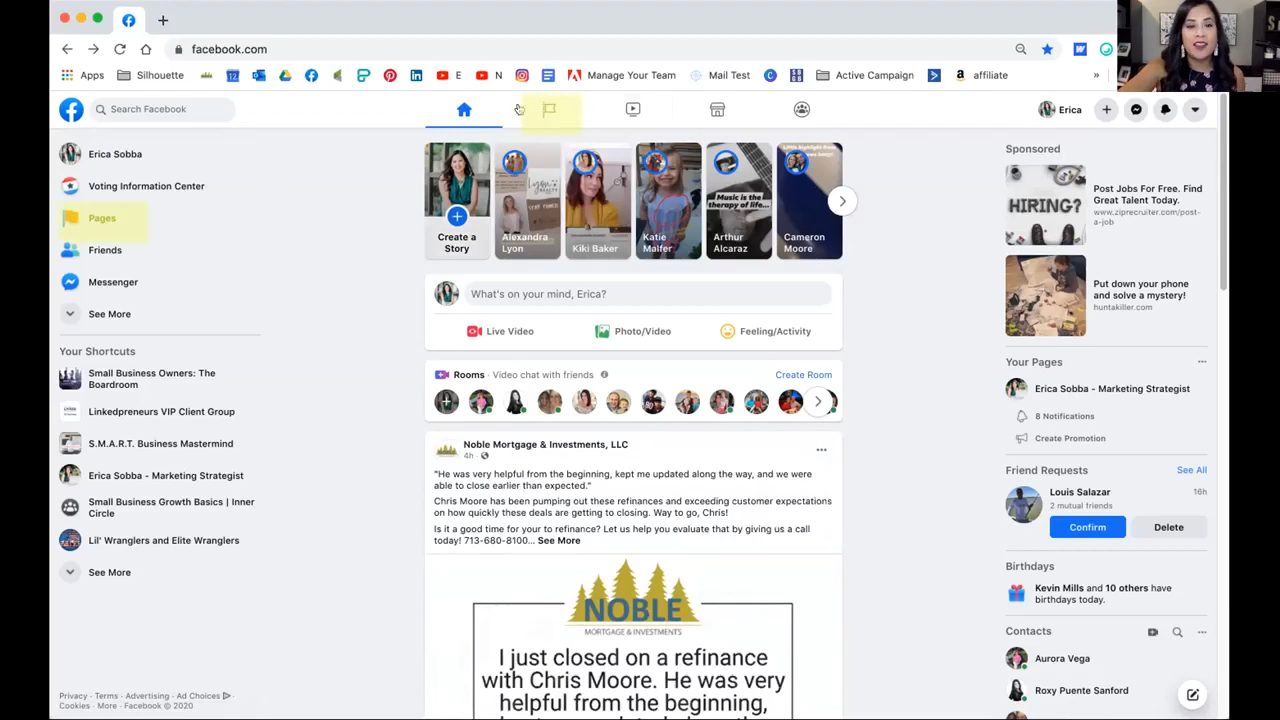 facebook.com
Apps
Silhouette
12
E
N
Manage Your Team
Mail Test
Active Campaign
affiliate
»
Search Facebook
Erica
Erica Sobba
Voting Information Center
Pages
Friends
Messenger
See More
Your Shortcuts
Small Business Owners: The
Boardroom
Linkedpreneurs VIP Client Group
S.M.A.R.T. Business Mastermind
Erica Sobba - Marketing Strategist
Small Business Growth Basics | Inner
Circle
Lil' Wranglers and Elite Wranglers
See More
Privacy · Terms · Advertising · Ad Choices ·
Cookies · More · Facebook © 2020
Create a
Story
Alexandra
Lyon
Kiki Baker
Katie
Malfer
Music is the
therapy of life...
Arthur
Alcaraz
Cameron
Moore
What's on your mind, Erica?
Live Video
Photo/Video
Feeling/Activity
Rooms · Video chat with friends
Create Room
Noble Mortgage & Investments, LLC
4h ·
"He was very helpful from the beginning, kept me updated along the way, and we were
able to close earlier than expected."
Chris Moore has been pumping out these refinances and exceeding customer expectations
on how quickly these deals are getting to closing. Way to go, Chris!
Is it a good time for your to refinance? Let us help you evaluate that by giving us a call
today! 713-680-8100... See More
NOBLE
MORTGAGE & INVESTMENTS
I just closed on a refinance
with Chris Moore. He was very
helpful from the beginning,
Sponsored
HIRING?
Post Jobs For Free. Find
Great Talent Today.
www.ziprecruiter.com/post
-a-job
Put down your phone
and solve a mystery!
huntakiller.com
Your Pages
Erica Sobba - Marketing Strategist
8 Notifications
Create Promotion
Friend Requests
See All
Louis Salazar
16h
2 mutual friends
Confirm
Delete
Birthdays
Kevin Mills and 10 others have
birthdays today.
Contacts
Aurora Vega
Roxy Puente Sanford